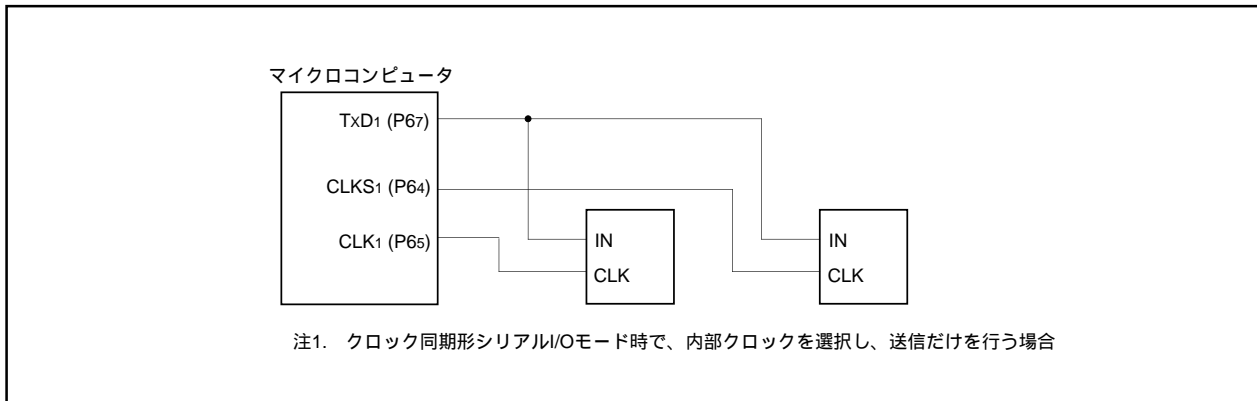 マイクロコンピュータ
TxD1 (P67)
CLKS1 (P64)
CLK1 (P65)
IN
CLK
IN
CLK
注1. クロック同期形シリアルI/Oモード時で、内部クロックを選択し、送信だけを行う場合